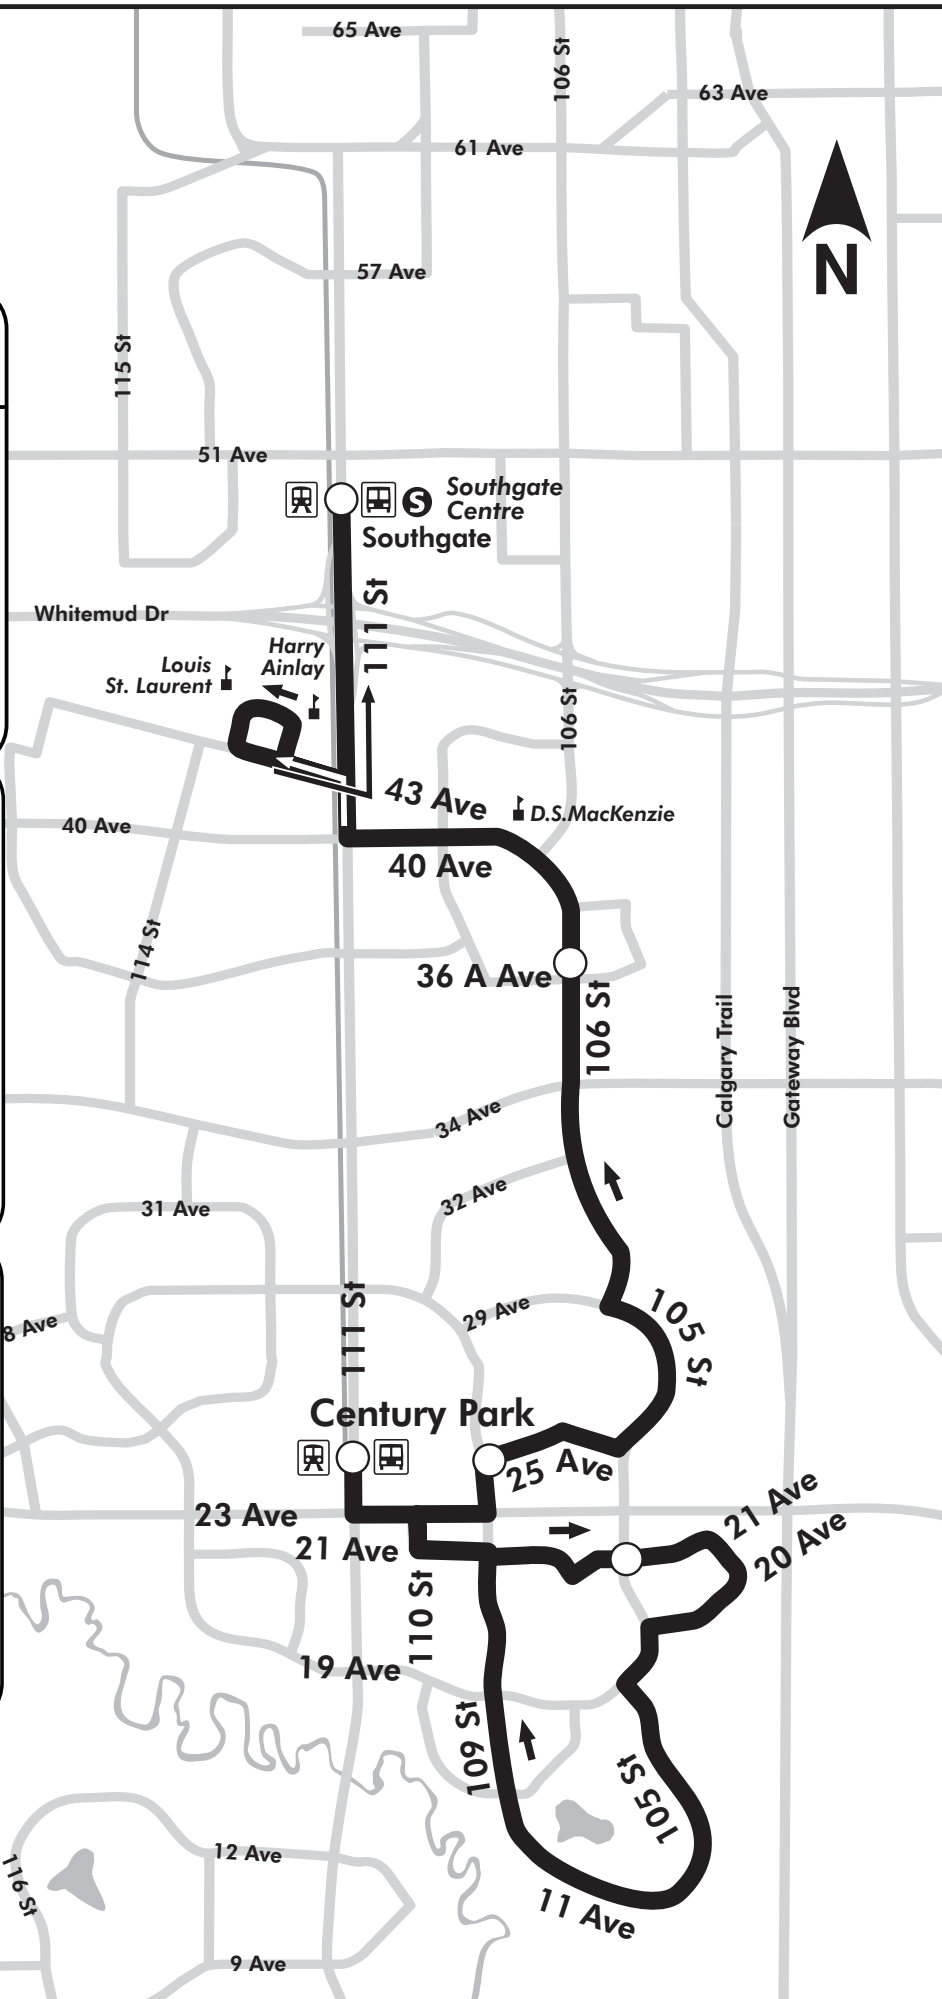 65 Ave
106 St
63 Ave
61 Ave
N
57 Ave
115 St
51 Ave
S
Southgate
Centre
Southgate
111 St
Whitemud Dr
Harry
Ainlay
Louis
St. Laurent
106 St
43 Ave
D.S.MacKenzie
40 Ave
40 Ave
114 St
36 A Ave
106 St
Calgary Trail
Gateway Blvd
34 Ave
32 Ave
31 Ave
111 St
29 Ave
105 St
8 Ave
Century Park
25 Ave
23 Ave
21 Ave
21 Ave
20 Ave
110 St
19 Ave
109 St
105 St
12 Ave
116 St
11 Ave
9 Ave